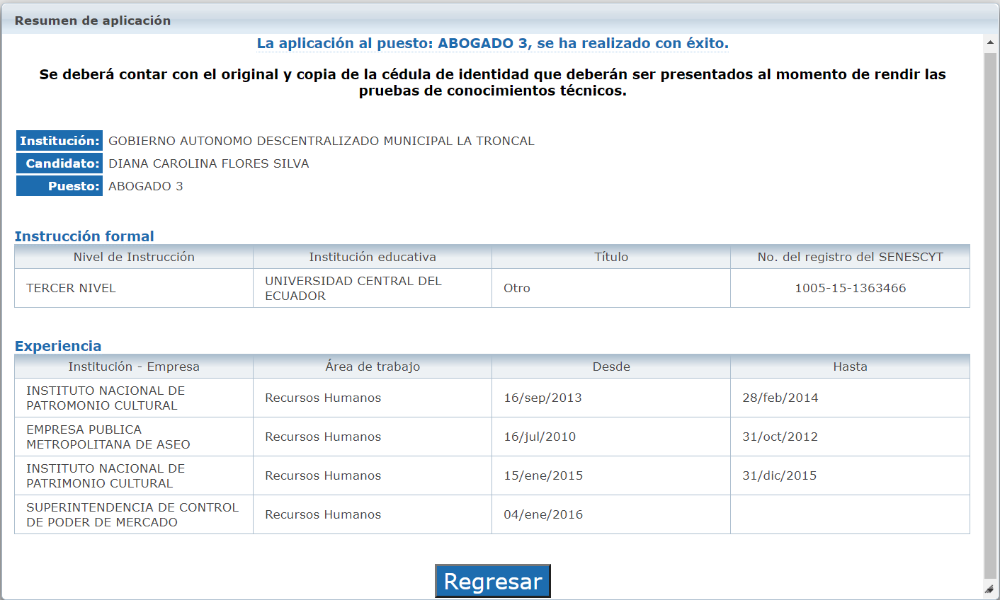 Resumen de aplicación
La aplicación al puesto: ABOGADO 3, se ha realizado con éxito.
Se deberá contar con el original y copia de la cédula de identidad que deberán ser presentados al momento de rendir las
pruebas de conocimientos técnicos.
Institución: GOBIERNO AUTONOMO DESCENTRALIZADO MUNICIPAL LA TRONCAL
Candidato: DIANA CAROLINA FLORES SILVA
Puesto: ABOGADO 3
Instrucción formal
Nivel de Instrucción Institución educativa Título No. del registro del SENESCYT
TERCER NIVEL UNIVERSIDAD CENTRAL DEL
ECUADOR Otro 1005-15-1363466
Experiencia
Institución - Empresa Área de trabajo Desde Hasta
INSTITUTO NACIONAL DE
PATROMONIO CULTURAL Recursos Humanos 16/sep/2013 28/feb/2014
EMPRESA PUBLICA
METROPOLITANA DE ASEO Recursos Humanos 16/jul/2010 31/oct/2012
INSTITUTO NACIONAL DE
PATRIMONIO CULTURAL Recursos Humanos 15/ene/2015 31/dic/2015
SUPERINTENDENCIA DE CONTROL
DE PODER DE MERCADO Recursos Humanos 04/ene/2016
Regresar